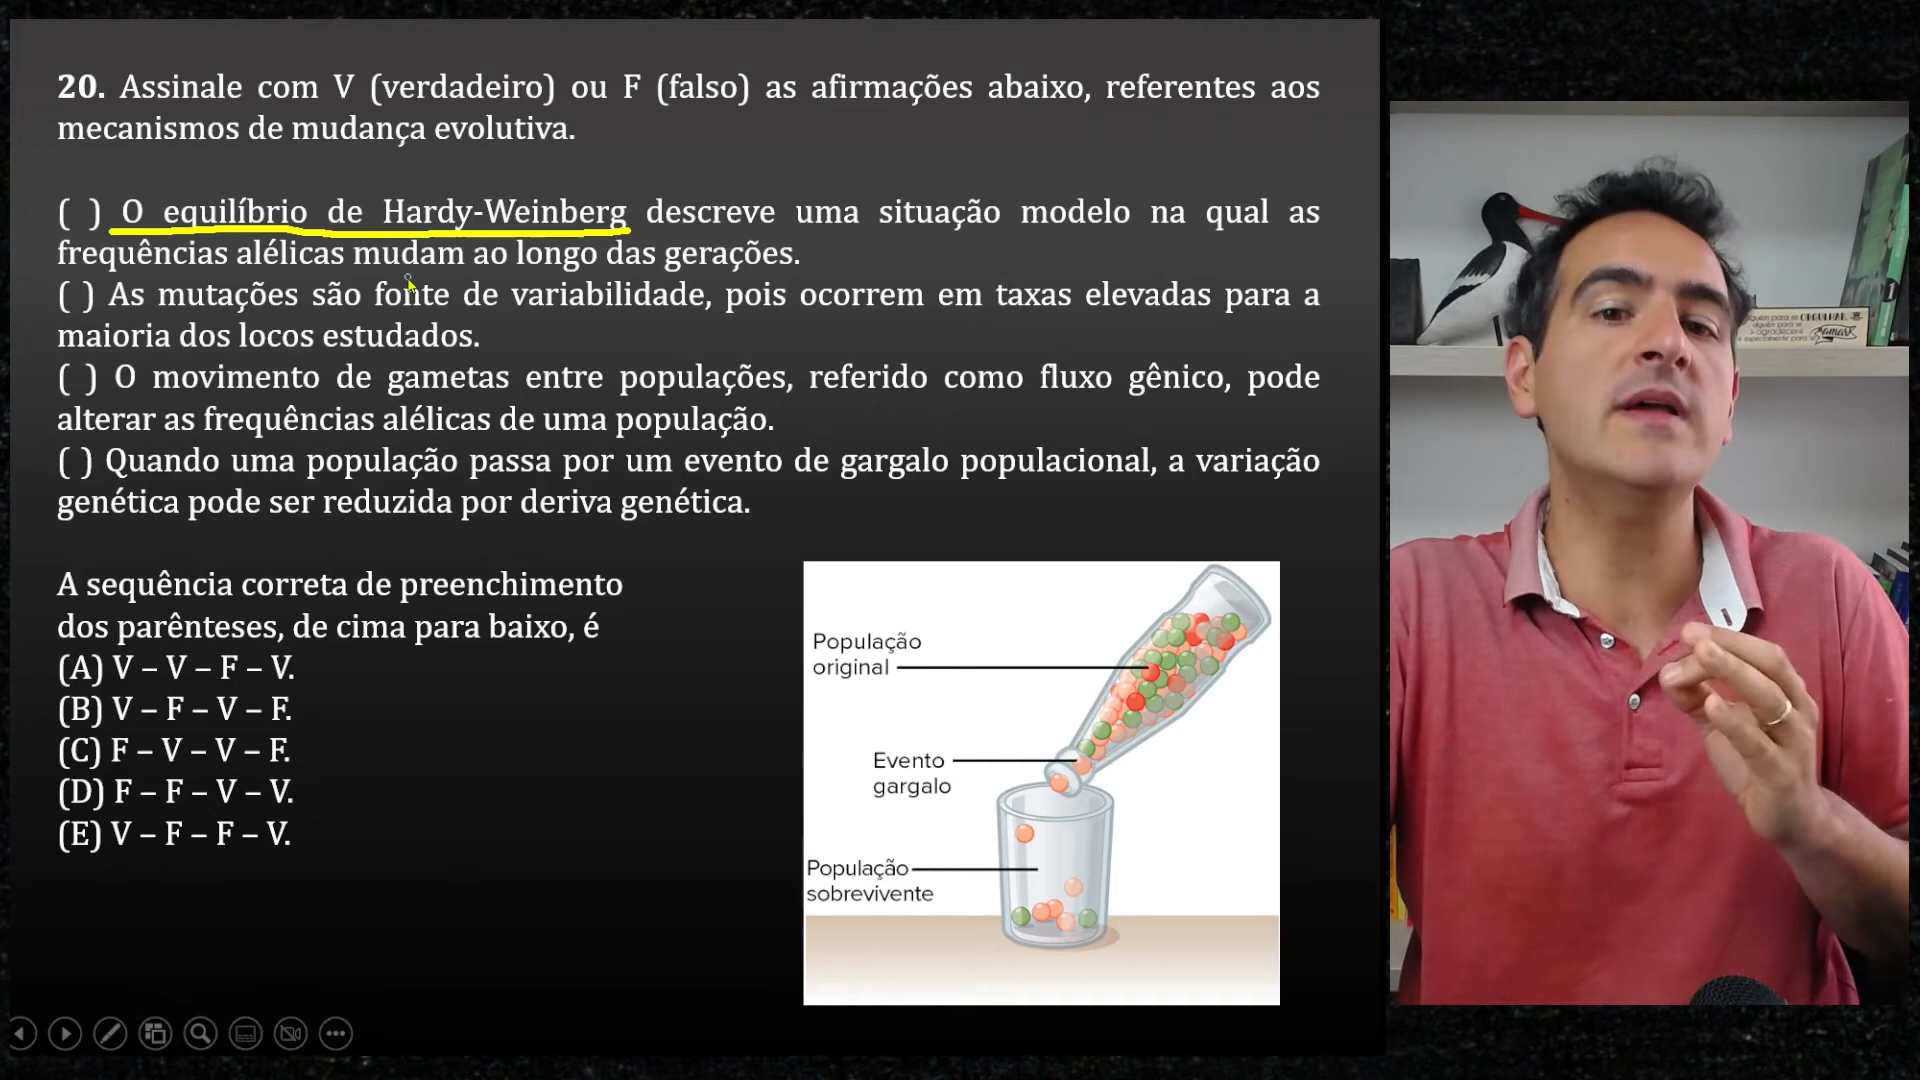 20. Assinale com V (verdadeiro) ou F (falso) as afirmações abaixo, referentes aos
mecanismos de mudança evolutiva.
( ) O equilíbrio de Hardy-Weinberg descreve uma situação modelo na qual as
frequências alélicas mudam ao longo das gerações.
( ) As mutações são fonte de variabilidade, pois ocorrem em taxas elevadas para a
maioria dos locos estudados.
( ) O movimento de gametas entre populações, referido como fluxo gênico, pode
alterar as frequências alélicas de uma população.
( ) Quando uma população passa por um evento de gargalo populacional, a variação
genética pode ser reduzida por deriva genética.
A sequência correta de preenchimento
dos parênteses, de cima para baixo, é
(A) V – V – F – V.
(B) V – F – V – F.
(C) F – V – V – F.
(D) F – F – V – V.
(E) V – F – F – V.
População
original
Evento
gargalo
População
sobrevivente